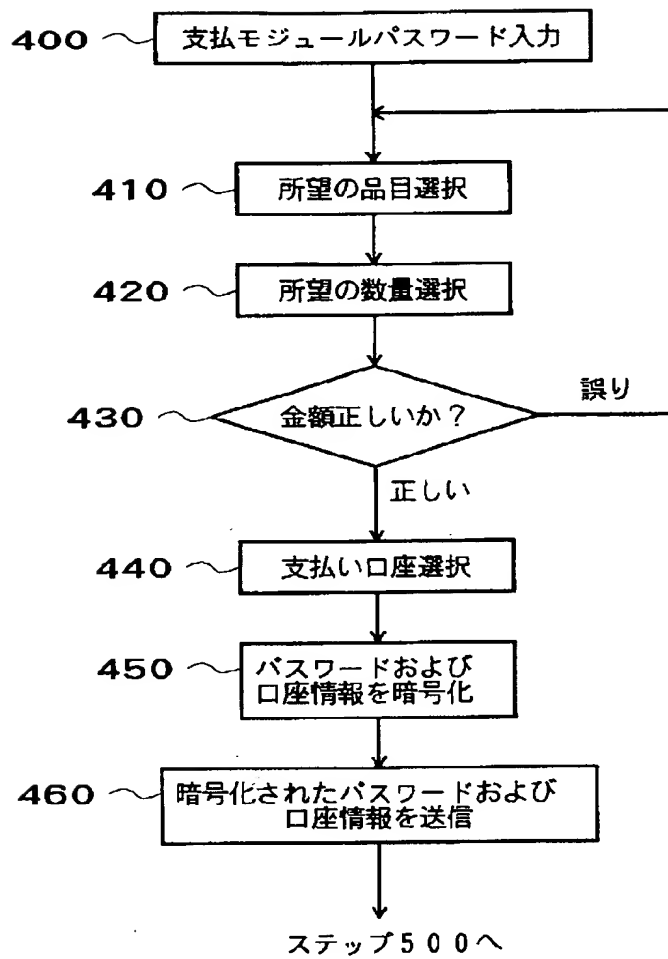 400 支払モジュールパスワード入力
410 所望の品目選択
420 所望の数量選択
430 金額正しいか？
誤り
正しい
440 支払い口座選択
450 パスワードおよび
口座情報を暗号化
460 暗号化されたパスワードおよび
口座情報を送信
ステップ５００へ